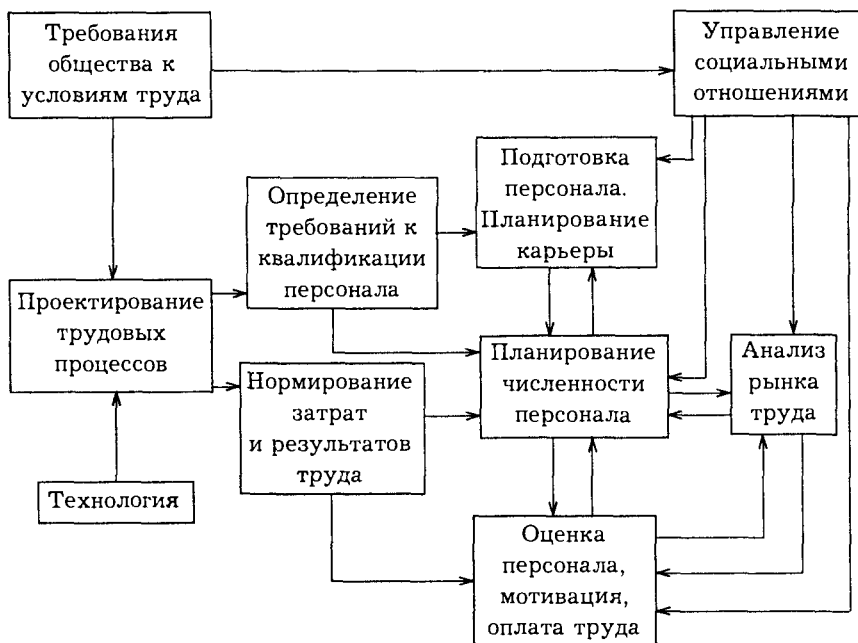 Требования
общества к
условиям труда
Управление
социальными
отношениями
Подготовка
персонала.
Планирование
карьеры
Определение
требований к
квалификации
персонала
Проектирование
трудовых
процессов
Планирование
численности
персонала
Анализ
рынка
труда
Нормирование
затрат
и результатов
труда
Технология
Оценка
персонала,
мотивация,
оплата труда